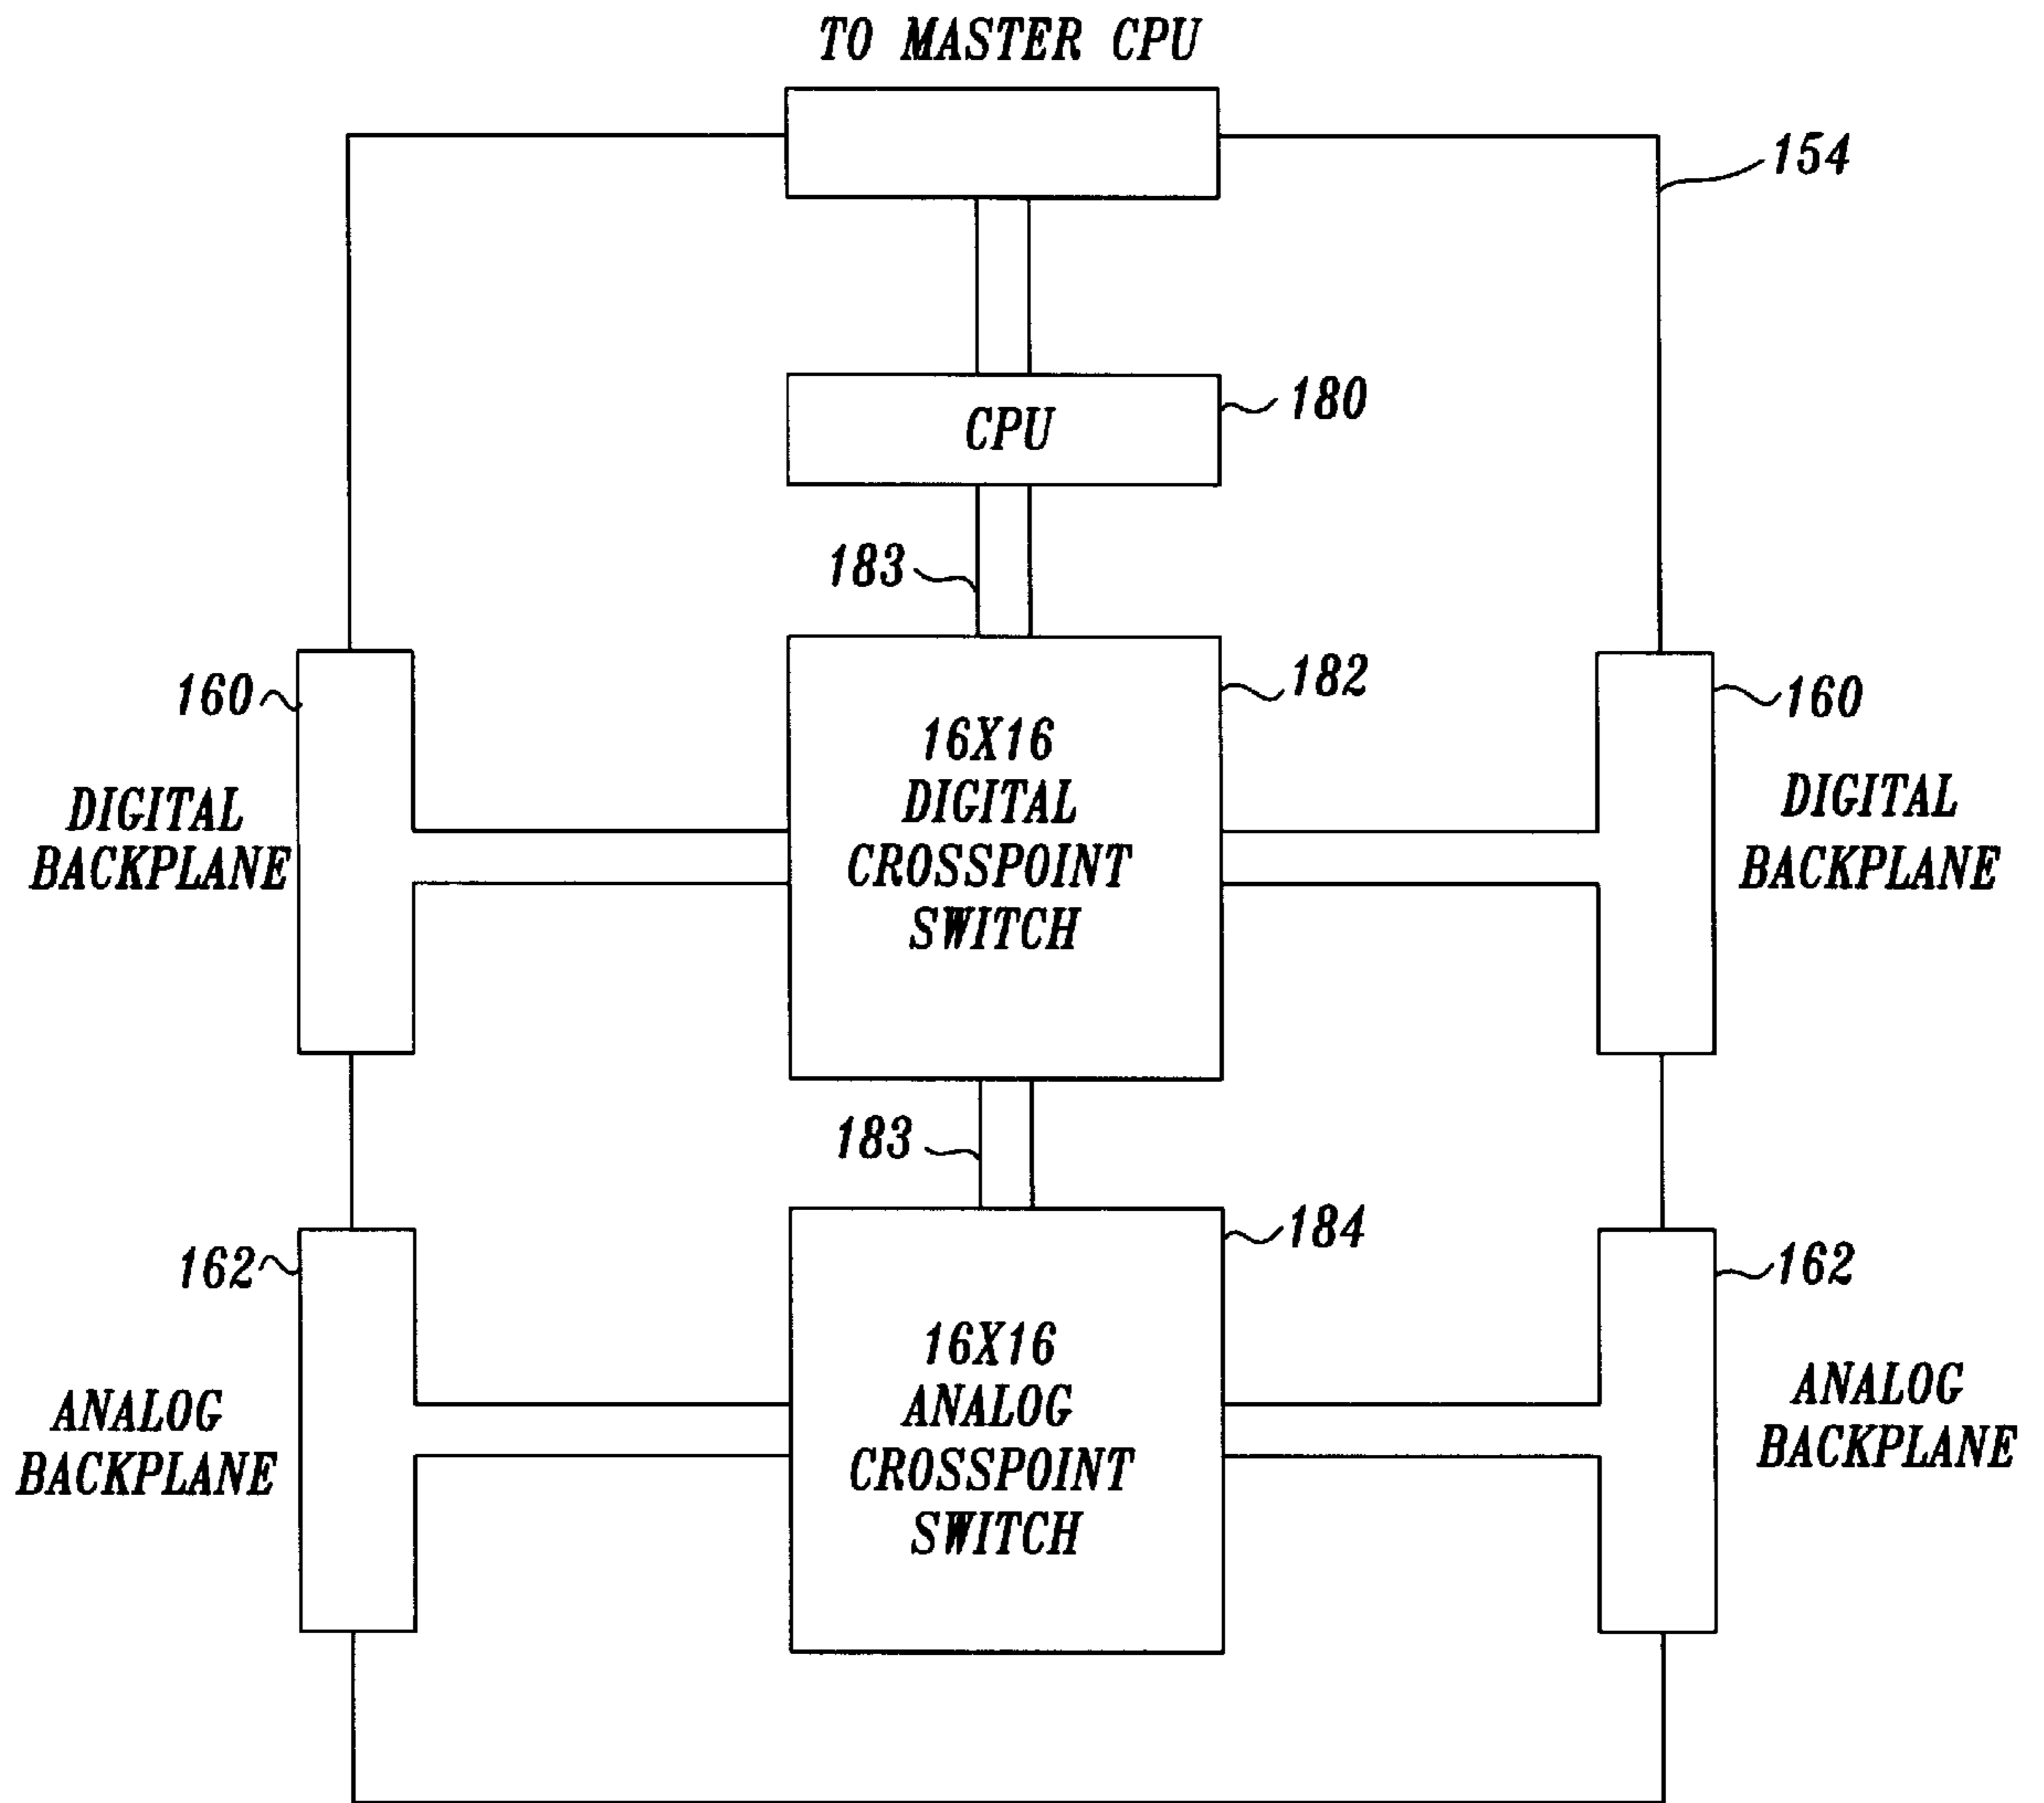 TO MASTER CPU
154
CPU
180
183
160
182
160
16X16
DIGITAL
CROSSPOINT
SWITCH
DIGITAL
BACKPLANE
DIGITAL
BACKPLANE
183
162
184
162
16X16
ANALOG
CROSSPOINT
SWITCH
ANALOG
BACKPLANE
ANALOG
BACKPLANE